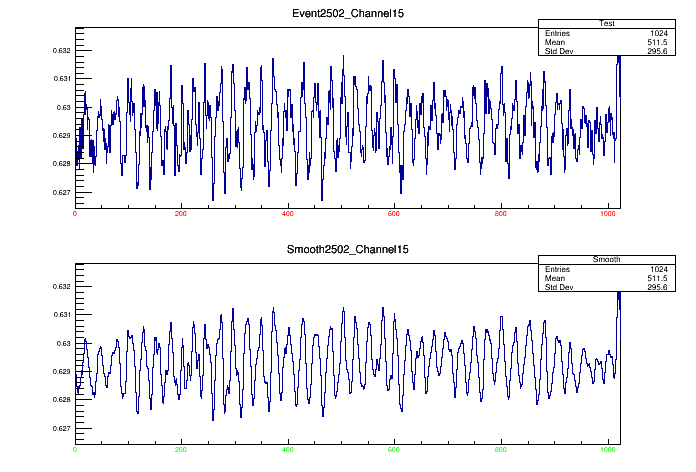 Event2502_Channel15
Test
Entries 1024
Mean 511.5
Std Dev 295.6
0.632
0.631
0.63
0.629
0.628
0.627
0 200 400 600 800 1000
Smooth2502_Channel15
Smooth
Entries 1024
Mean 511.5
Std Dev 295.6
0.632
0.631
0.63
0.629
0.628
0.627
0 200 400 600 800 1000